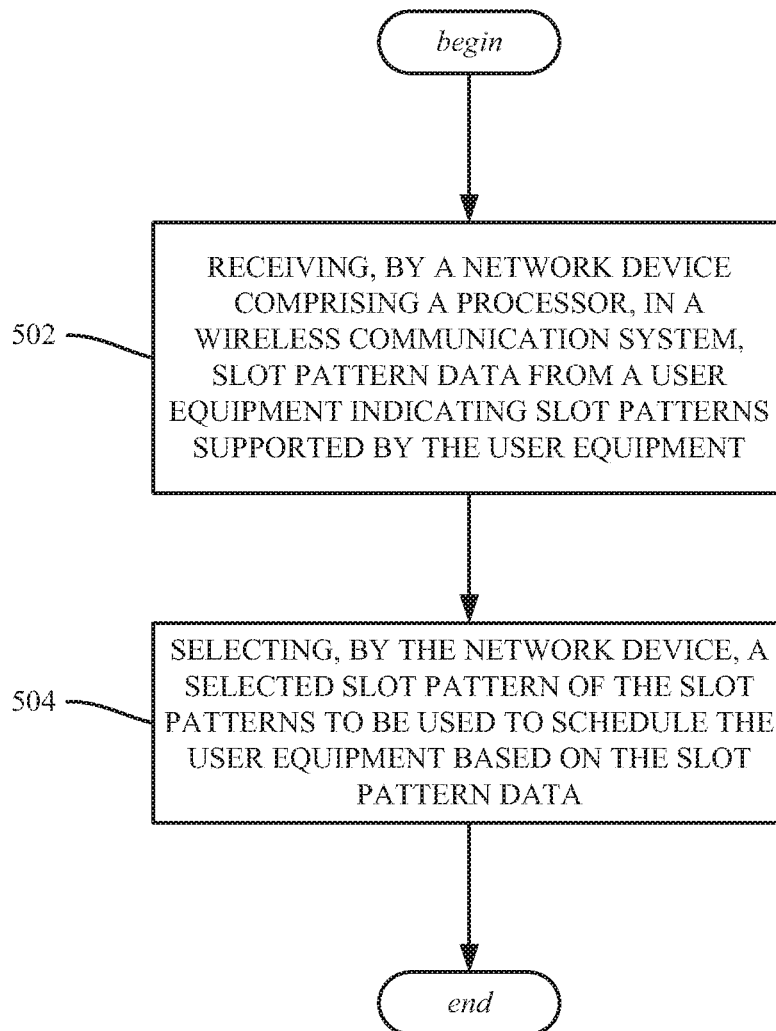 begin
502
RECEIVING, BY A NETWORK DEVICE
COMPRISING A PROCESSOR, IN A
WIRELESS COMMUNICATION SYSTEM,
SLOT PATTERN DATA FROM A USER
EQUIPMENT INDICATING SLOT PATTERNS
SUPPORTED BY THE USER EQUIPMENT
504
SELECTING, BY THE NETWORK DEVICE, A
SELECTED SLOT PATTERN OF THE SLOT
PATTERNS TO BE USED TO SCHEDULE THE
USER EQUIPMENT BASED ON THE SLOT
PATTERN DATA
end